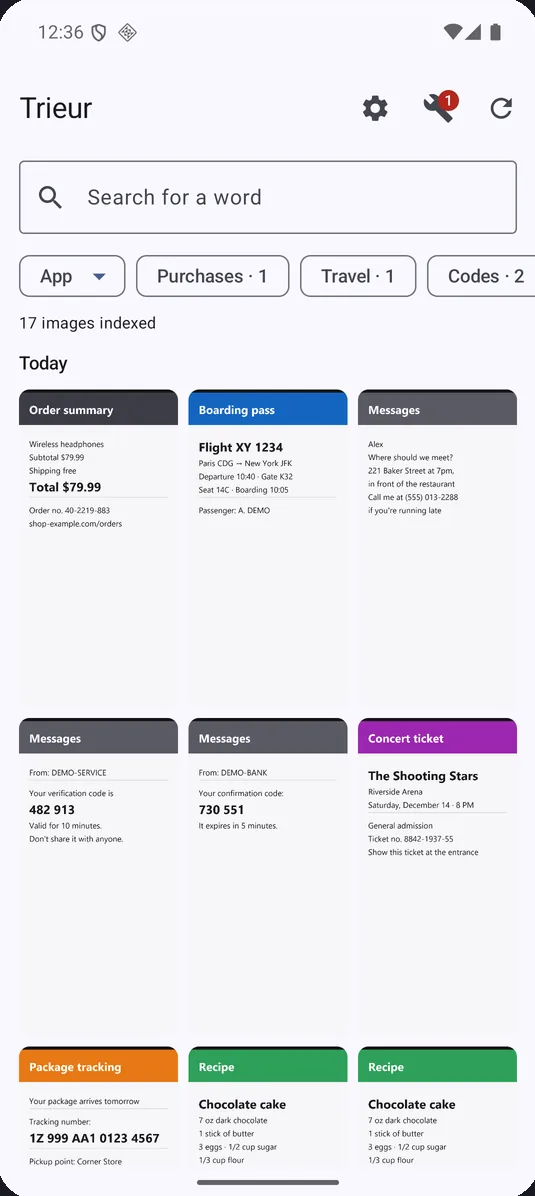 12:36
Trieur
1
Search for a word
App
Purchases · 1
Travel · 1
Codes · 2
17 images indexed
Today
Order summary
Wireless headphones
Subtotal $79.99
Shipping free
Total $79.99
Order no. 40-2219-883
shop-example.com/orders
Boarding pass
Flight XY 1234
Paris CDG → New York JFK
Departure 10:40 · Gate K32
Seat 14C · Boarding 10:05
Passenger: A. DEMO
Messages
Alex
Where should we meet?
221 Baker Street at 7pm,
in front of the restaurant
Call me at (555) 013-2288
if you're running late
Messages
From: DEMO-SERVICE
Your verification code is
482 913
Valid for 10 minutes.
Don't share it with anyone.
Messages
From: DEMO-BANK
Your confirmation code:
730 551
It expires in 5 minutes.
Concert ticket
The Shooting Stars
Riverside Arena
Saturday, December 14 · 8 PM
General admission
Ticket no. 8842-1937-55
Show this ticket at the entrance
Package tracking
Your package arrives tomorrow
Tracking number:
1Z 999 AA1 0123 4567
Pickup point: Corner Store
Recipe
Chocolate cake
7 oz dark chocolate
1 stick of butter
3 eggs · 1/2 cup sugar
1/3 cup flour
Recipe
Chocolate cake
7 oz dark chocolate
1 stick of butter
3 eggs · 1/2 cup sugar
1/3 cup flour